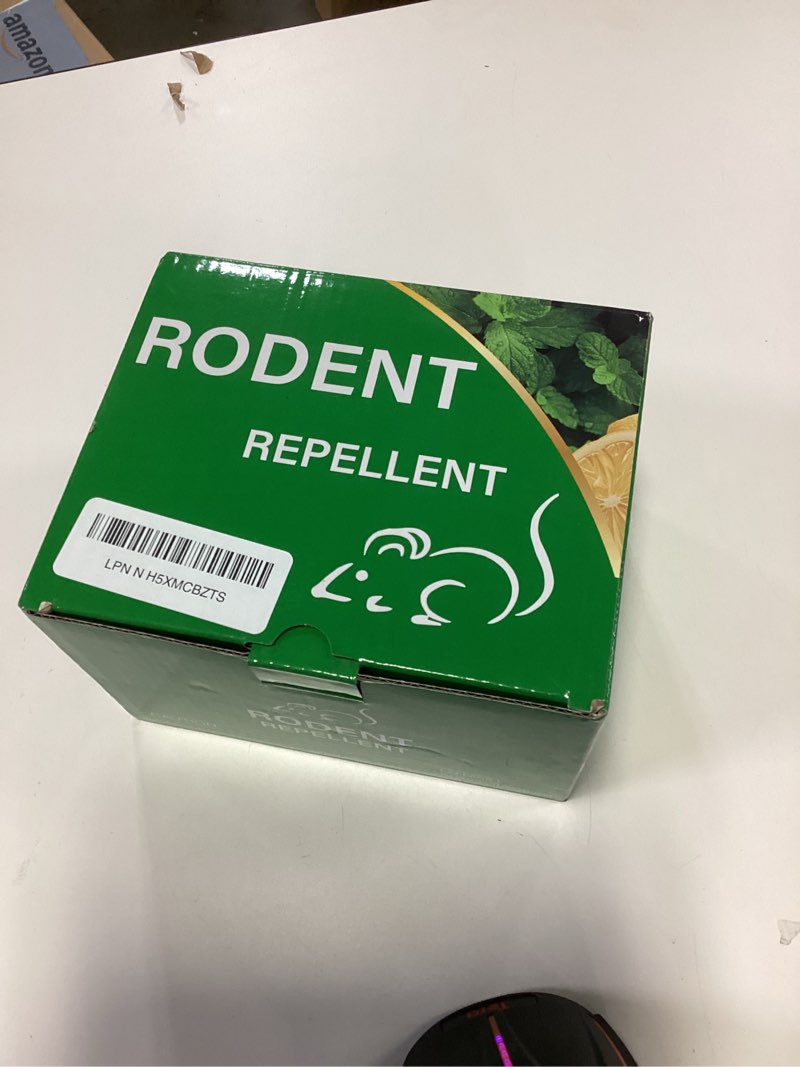 amazon
RODENT
REPELLENT
LPN N H5XMCBZTS
RODENT
REPELLENT